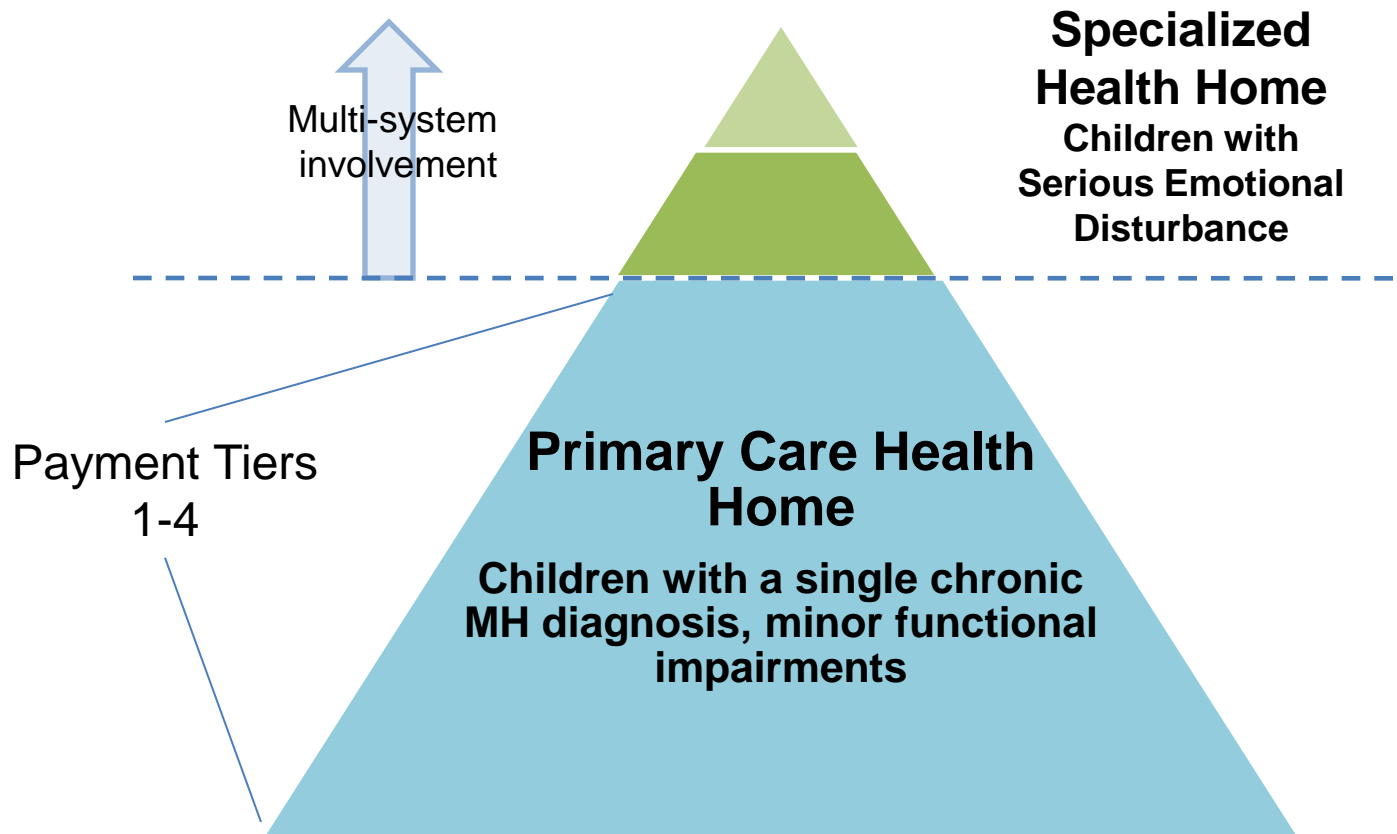 Multi-system
involvement
Specialized
Health Home
Children with
Serious Emotional
Disturbance
Payment Tiers
1-4
Primary Care Health
Home
Children with a single chronic
MH diagnosis, minor functional
impairments